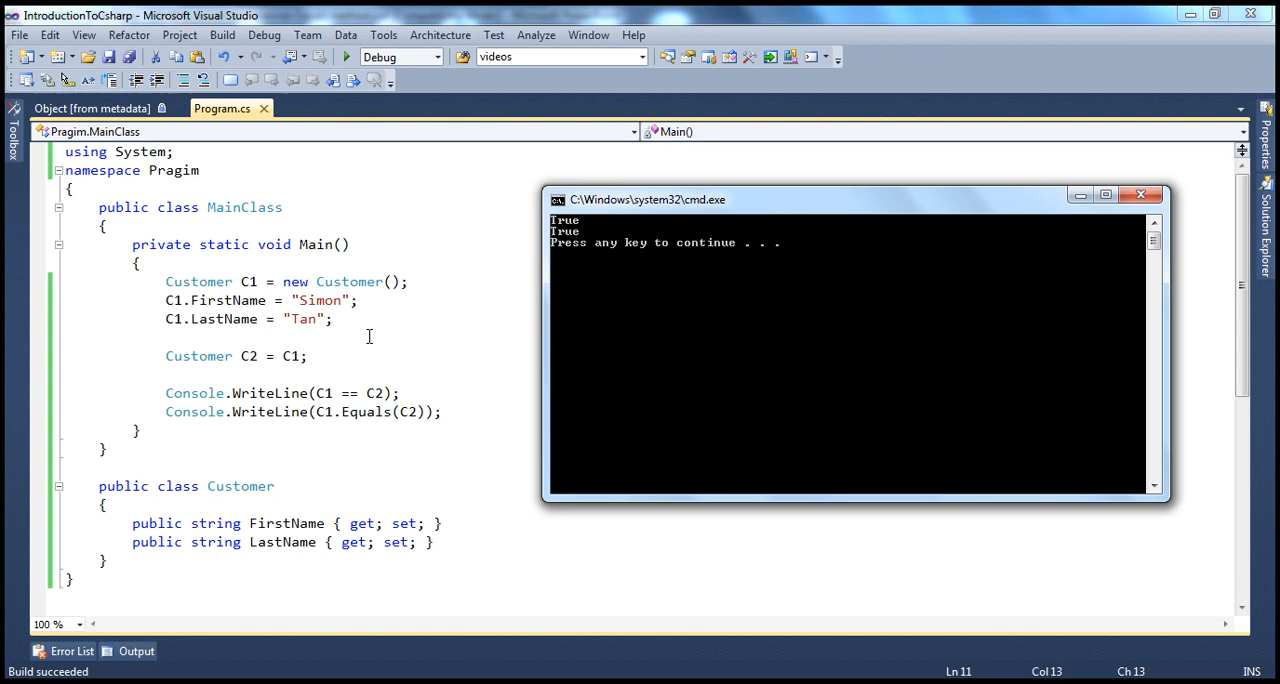 IntroductionToCsharp - Microsoft Visual Studio
File Edit View Refactor Project Build Debug Team Data Tools Architecture Test Analyze Window Help
Debug videos
Object [from metadata] Program.cs
Pragim.MainClass Main()
Toolbox
Properties
Solution Explorer
using System;
namespace Pragim
{
public class MainClass
{
private static void Main()
{
Customer C1 = new Customer();
C1.FirstName = "Simon";
C1.LastName = "Tan";
Customer C2 = C1;
Console.WriteLine(C1 == C2);
Console.WriteLine(C1.Equals(C2));
}
}
public class Customer
{
public string FirstName { get; set; }
public string LastName { get; set; }
}
}
C:\Windows\system32\cmd.exe
True
True
Press any key to continue . . .
100 %
Error List Output
Build succeeded Ln 11 Col 13 Ch 13 INS